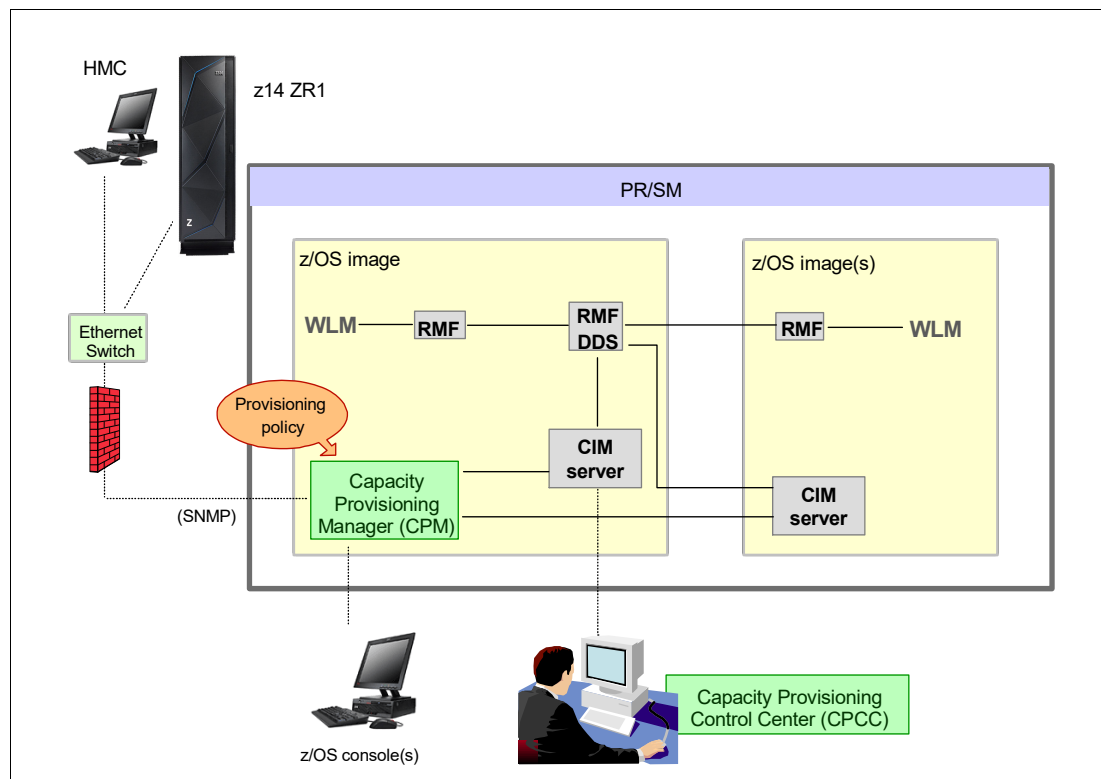 HMC
z14 ZR1
PR/SM
z/OS image
z/OS image(s)
WLM
RMF
RMF
DDS
RMF
WLM
Ethernet
Switch
Provisioning
policy
CIM
server
Capacity
Provisioning
Manager (CPM)
(SNMP)
CIM
server
z/OS console(s)
Capacity Provisioning
Control Center (CPCC)
Z